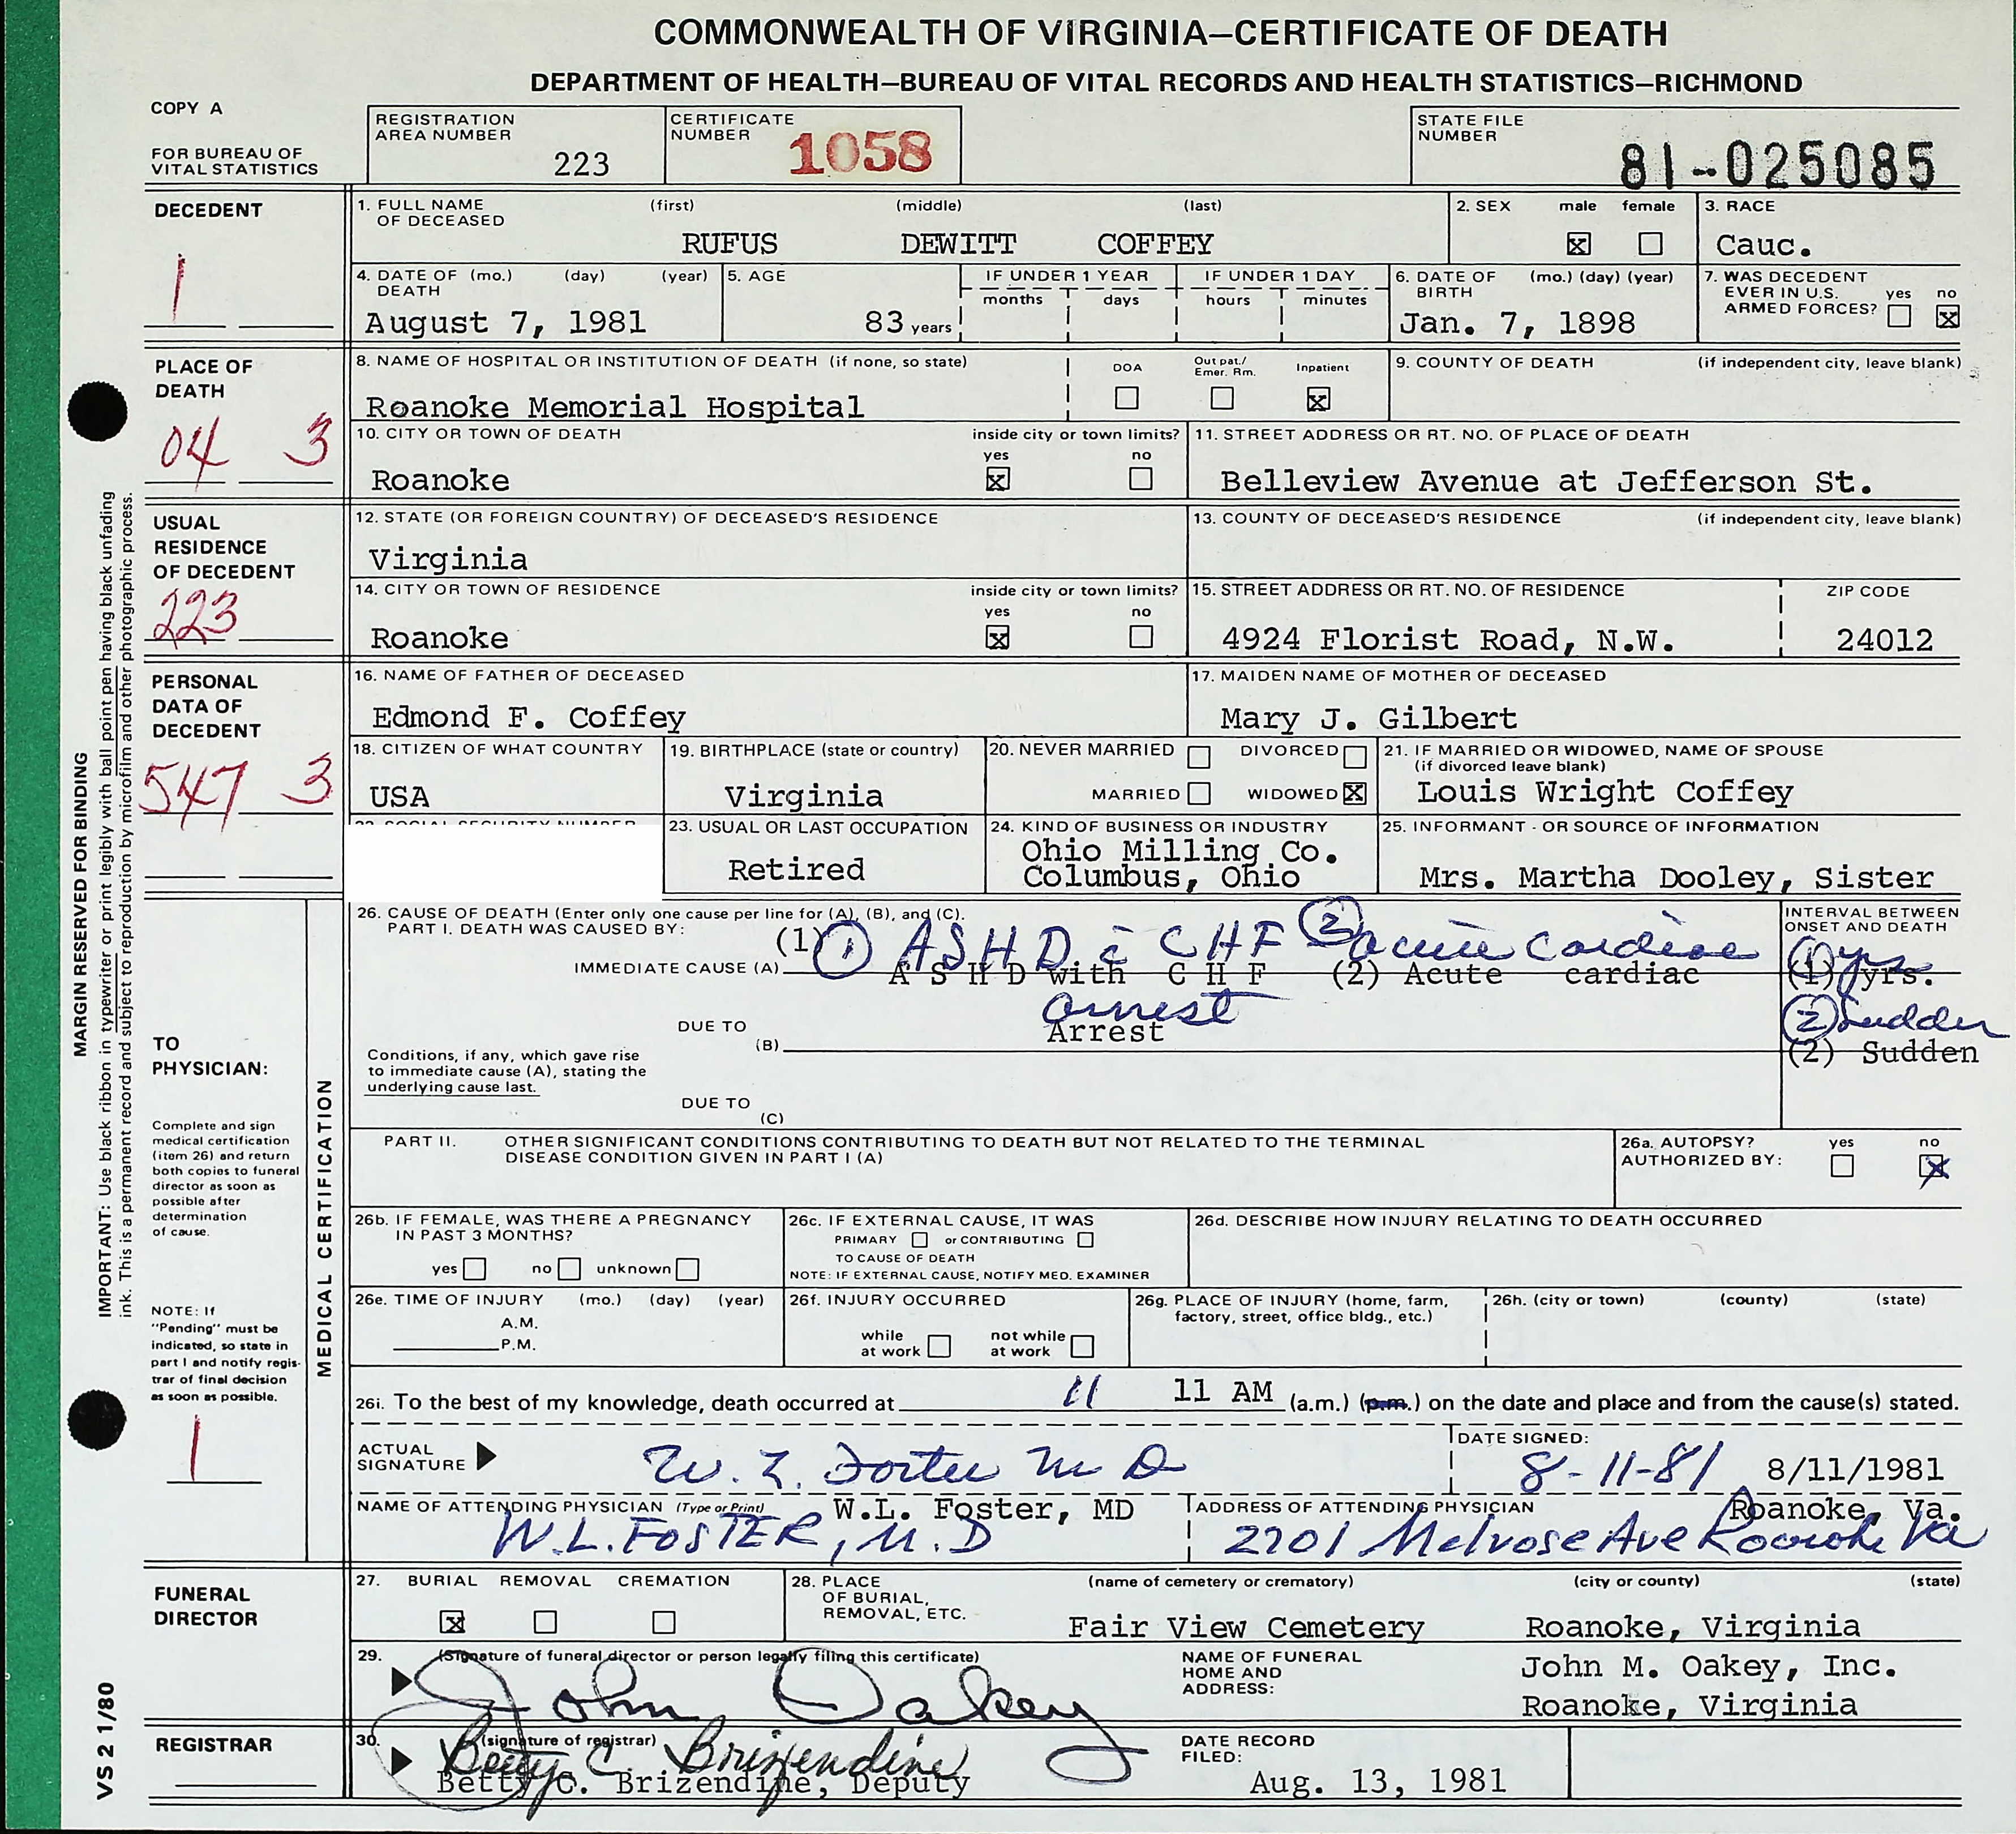 COMMONWEALTH OF VIRGINIA—CERTIFICATE OF DEATH
DEPARTMENT OF HEALTH—BUREAU OF VITAL RECORDS AND HEALTH STATISTICS—RICHMOND
COPY A
FOR BUREAU OF
VITAL STATISTICS
REGISTRATION
AREA NUMBER
223
CERTIFICATE
NUMBER
1058
STATE FILE
NUMBER
81-025085
DECEDENT
1
1. FULL NAME
OF DECEASED
(first) (middle) (last)
RUFUS DEWITT COFFEY
2. SEX male female
x
3. RACE
Cauc.
4. DATE OF (mo.) (day) (year)
DEATH
August 7, 1981
5. AGE
83 years
IF UNDER 1 YEAR
months days
IF UNDER 1 DAY
hours minutes
6. DATE OF (mo.) (day) (year)
BIRTH
Jan. 7, 1898
7. WAS DECEDENT
EVER IN U.S.
ARMED FORCES?
yes no
x
PLACE OF
DEATH
04 3
8. NAME OF HOSPITAL OR INSTITUTION OF DEATH (if none, so state)
Roanoke Memorial Hospital
DOA
Out pat./
Emer. Rm.
Inpatient
x
9. COUNTY OF DEATH (if independent city, leave blank)
10. CITY OR TOWN OF DEATH
Roanoke
inside city or town limits?
yes no
x
11. STREET ADDRESS OR RT. NO. OF PLACE OF DEATH
Belleview Avenue at Jefferson St.
USUAL
RESIDENCE
OF DECEDENT
223
12. STATE (OR FOREIGN COUNTRY) OF DECEASED'S RESIDENCE
Virginia
13. COUNTY OF DECEASED'S RESIDENCE (if independent city, leave blank)
14. CITY OR TOWN OF RESIDENCE
Roanoke
inside city or town limits?
yes no
x
15. STREET ADDRESS OR RT. NO. OF RESIDENCE
4924 Florist Road, N.W.
ZIP CODE
24012
PERSONAL
DATA OF
DECEDENT
547 3
16. NAME OF FATHER OF DECEASED
Edmond F. Coffey
17. MAIDEN NAME OF MOTHER OF DECEASED
Mary J. Gilbert
18. CITIZEN OF WHAT COUNTRY
USA
19. BIRTHPLACE (state or country)
Virginia
20. NEVER MARRIED DIVORCED
MARRIED WIDOWED x
21. IF MARRIED OR WIDOWED, NAME OF SPOUSE
(if divorced leave blank)
Louis Wright Coffey
23. USUAL OR LAST OCCUPATION
Retired
24. KIND OF BUSINESS OR INDUSTRY
Ohio Milling Co.
Columbus, Ohio
25. INFORMANT - OR SOURCE OF INFORMATION
Mrs. Martha Dooley, Sister
MARGIN RESERVED FOR BINDING
IMPORTANT: Use black ribbon in typewriter or print legibly with ball point pen having black unfading
ink. This is a permanent record and subject to reproduction by microfilm and other photographic process.
TO
PHYSICIAN:
Complete and sign
medical certification
(item 26) and return
both copies to funeral
director as soon as
possible after
determination
of cause.
NOTE: If
"Pending" must be
indicated, so state in
part I and notify regis-
trar of final decision
as soon as possible.
1
MEDICAL CERTIFICATION
26. CAUSE OF DEATH (Enter only one cause per line for (A), (B), and (C).
PART I. DEATH WAS CAUSED BY:
(1) 1 ASHD c̄ CHF 2 acute cardiac
IMMEDIATE CAUSE (A) A S H D with C H F (2) Acute cardiac
arrest
Arrest
DUE TO
(B)
Conditions, if any, which gave rise
to immediate cause (A), stating the
underlying cause last.
DUE TO
(C)
INTERVAL BETWEEN
ONSET AND DEATH
(1) yrs
(1) yrs.
(2) Sudden
(2) Sudden
PART II. OTHER SIGNIFICANT CONDITIONS CONTRIBUTING TO DEATH BUT NOT RELATED TO THE TERMINAL
DISEASE CONDITION GIVEN IN PART I (A)
26a. AUTOPSY?
AUTHORIZED BY:
yes no
x
26b. IF FEMALE, WAS THERE A PREGNANCY
IN PAST 3 MONTHS?
yes no unknown
26c. IF EXTERNAL CAUSE, IT WAS
PRIMARY or CONTRIBUTING
TO CAUSE OF DEATH
NOTE: IF EXTERNAL CAUSE, NOTIFY MED. EXAMINER
26d. DESCRIBE HOW INJURY RELATING TO DEATH OCCURRED
26e. TIME OF INJURY (mo.) (day) (year)
A.M.
P.M.
26f. INJURY OCCURRED
while
at work
not while
at work
26g. PLACE OF INJURY (home, farm,
factory, street, office bldg., etc.)
26h. (city or town) (county) (state)
26i. To the best of my knowledge, death occurred at 11 11 AM (a.m.) (p.m.) on the date and place and from the cause(s) stated.
ACTUAL
SIGNATURE
W. L. Foster M D
DATE SIGNED:
8-11-81 8/11/1981
NAME OF ATTENDING PHYSICIAN (Type or Print) W.L. Foster, MD
W.L. FOSTER, M.D
ADDRESS OF ATTENDING PHYSICIAN Roanoke, Va.
2701 Melrose Ave Roanoke Va
FUNERAL
DIRECTOR
27. BURIAL REMOVAL CREMATION
x
28. PLACE
OF BURIAL,
REMOVAL, ETC.
(name of cemetery or crematory) (city or county) (state)
Fair View Cemetery Roanoke, Virginia
29. (Signature of funeral director or person legally filing this certificate)
John Oakey
NAME OF FUNERAL
HOME AND
ADDRESS:
John M. Oakey, Inc.
Roanoke, Virginia
REGISTRAR
30. (signature of registrar)
Betty C. Brizendine
Betty C. Brizendine, Deputy
DATE RECORD
FILED:
Aug. 13, 1981
VS 2 1/80